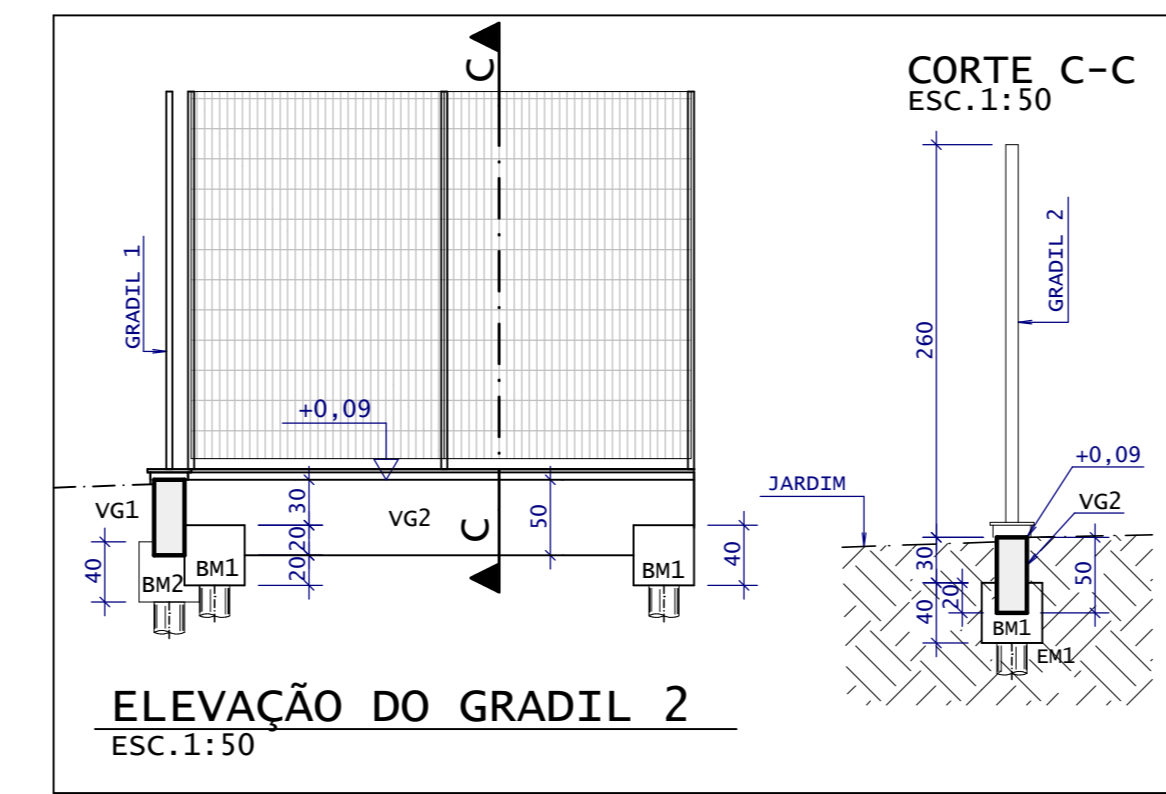 C
CORTE C-C
ESC.1:50
GRADIL 1
GRADIL 2
260
+0,09
+0,09
JARDIM
VG1
30
VG2
C
50
VG2
20
40
BM2
BM1
20
BM1
40
30
20
40
50
BM1
EM1
ELEVAÇÃO DO GRADIL 2
ESC.1:50